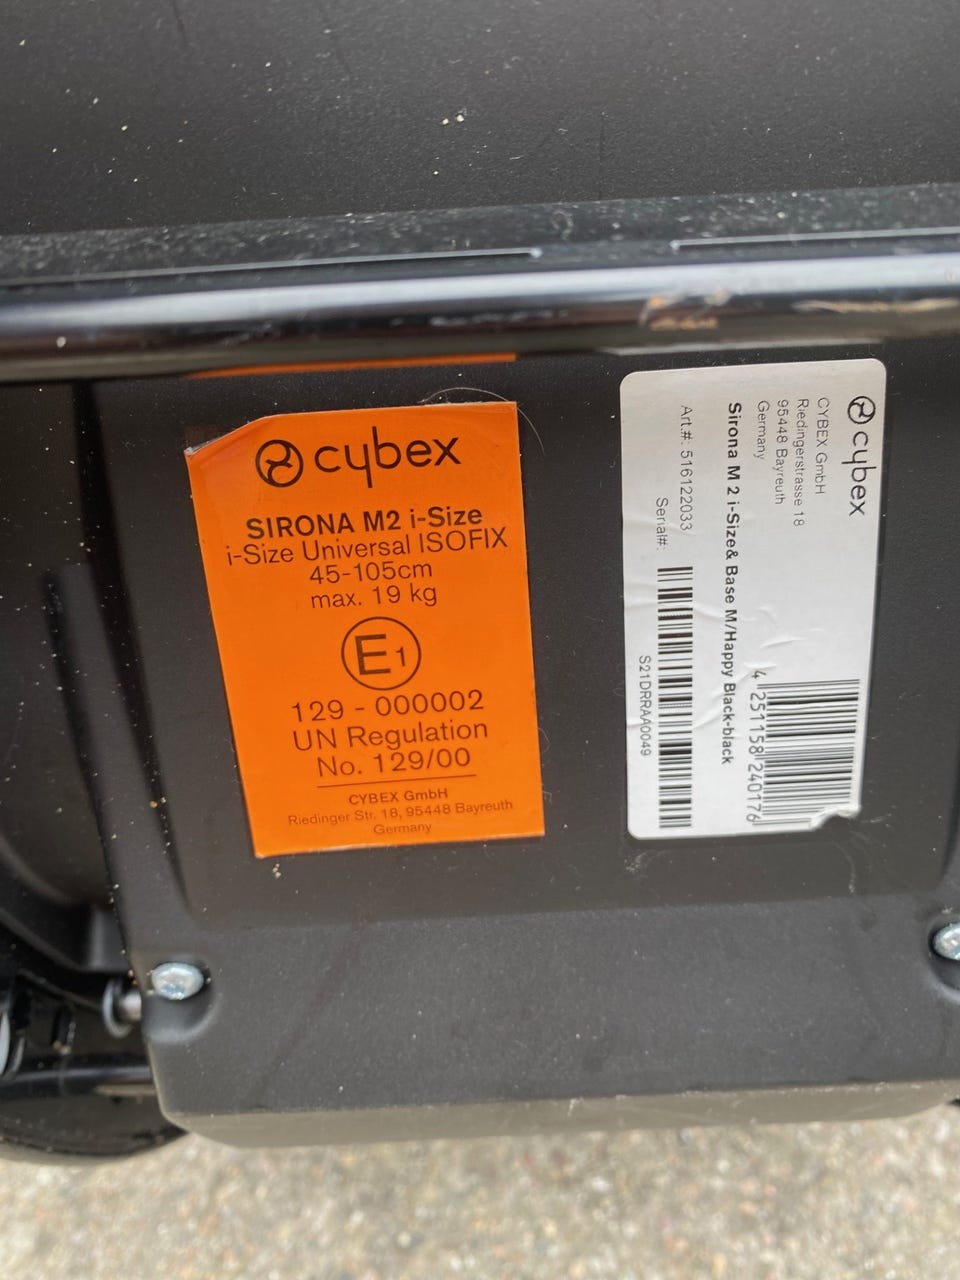 cybex
SIRONA M2 i-Size
i-Size Universal ISOFIX
45-105cm
max. 19 kg
E1
129 - 000002
UN Regulation
No. 129/00
CYBEX GmbH
Riedinger Str. 18, 95448 Bayreuth
Germany
cybex
CYBEX GmbH
Riedingerstrasse 18
95448 Bayreuth
Germany
Sirona M 2 i-Size & Base M/Happy Black-black
Art.#: 516122033
Serial#:
S21DRRAA0049
4 251158 240176